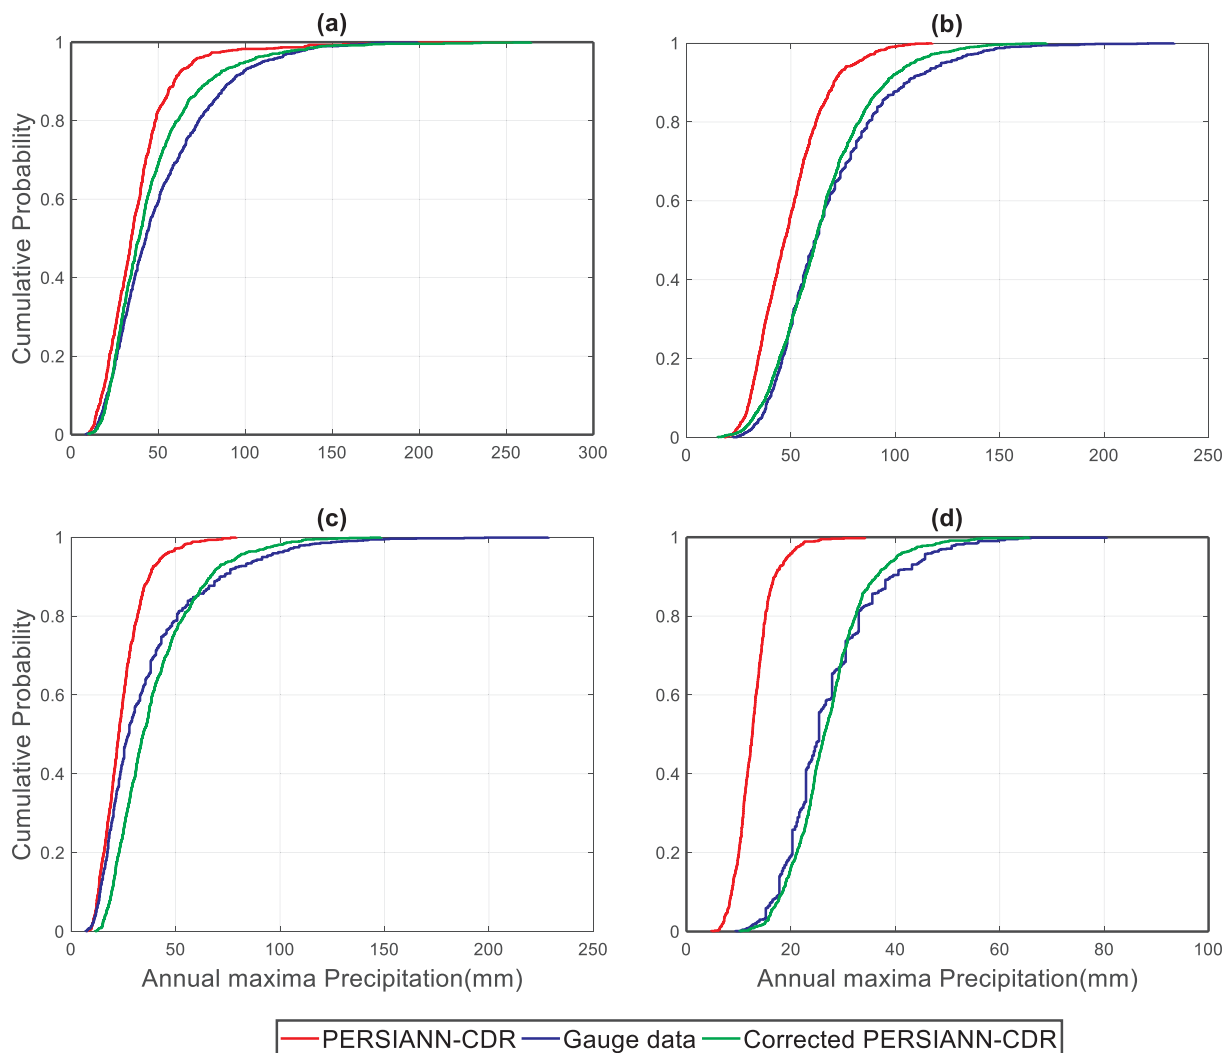 (a)
(b)
1
0.8
0.6
0.4
0.2
0
Cumulative Probability
0 50 100 150 200 250 300
1
0.8
0.6
0.4
0.2
0
0 50 100 150 200 250
(c)
(d)
1
0.8
0.6
0.4
0.2
0
Cumulative Probability
0 50 100 150 200 250
Annual maxima Precipitation(mm)
1
0.8
0.6
0.4
0.2
0
0 20 40 60 80 100
Annual maxima Precipitation(mm)
PERSIANN-CDR Gauge data Corrected PERSIANN-CDR